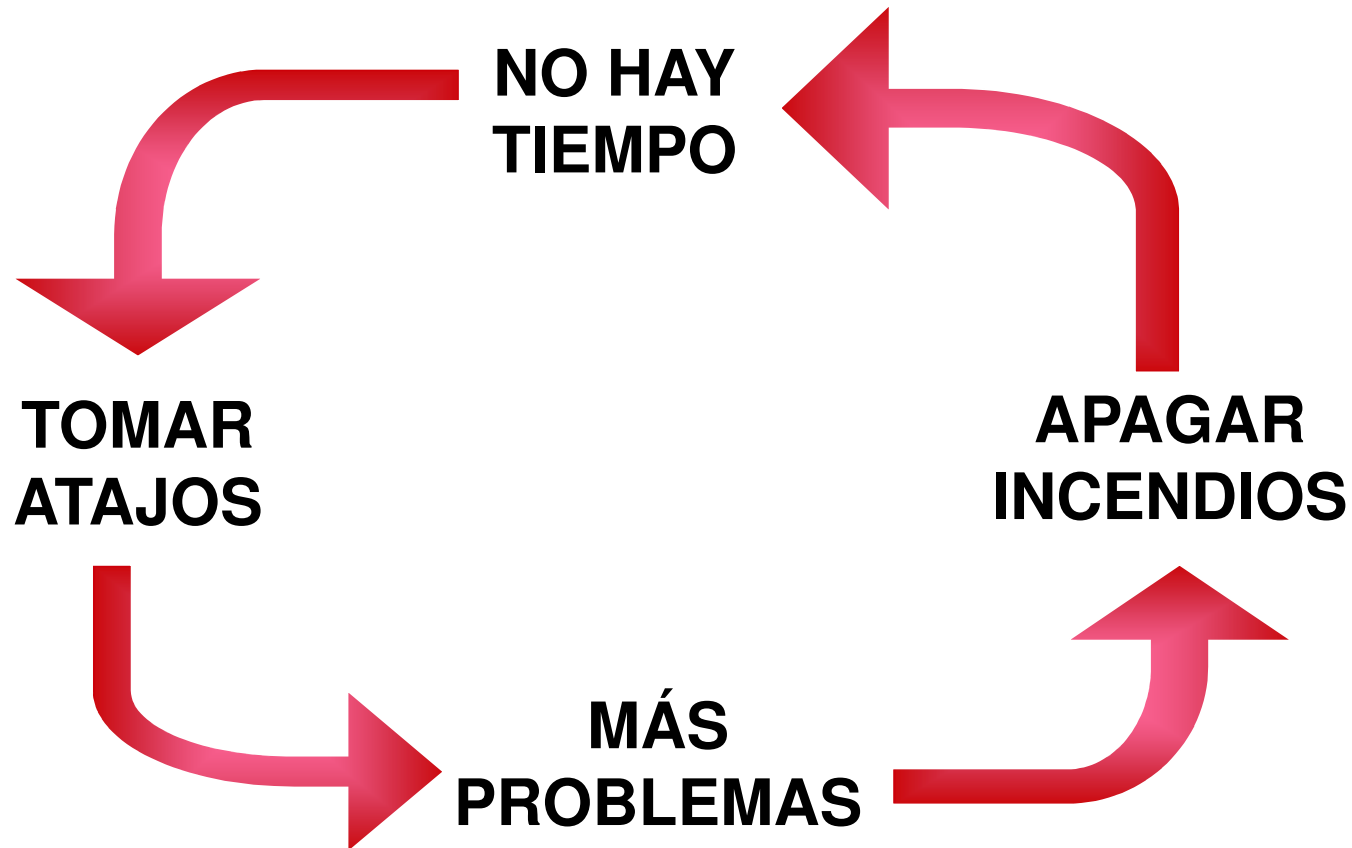 NO HAY
TIEMPO
TOMAR
ATAJOS
MÁS
PROBLEMAS
APAGAR
INCENDIOS